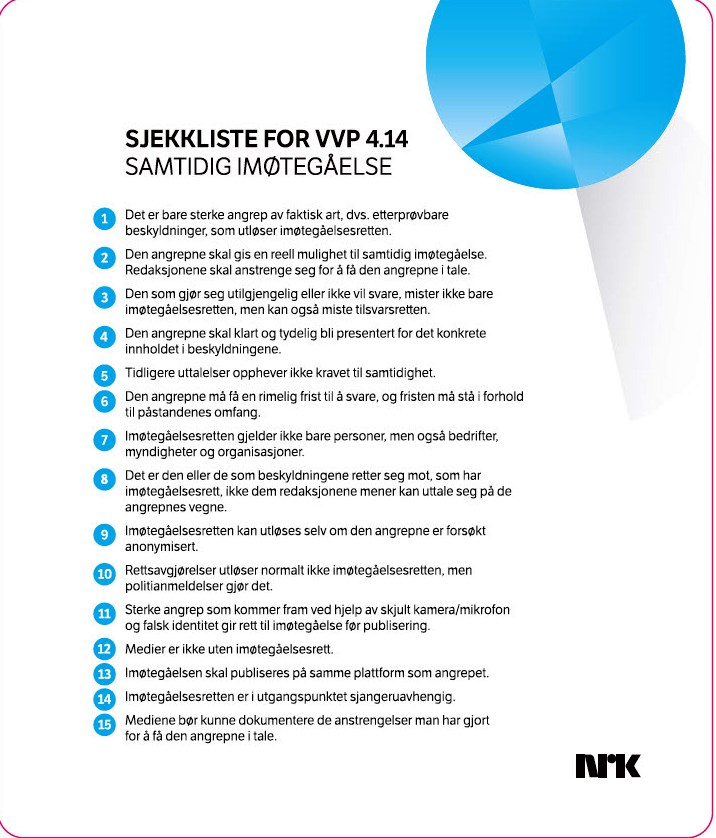 SJEKKLISTE FOR VVP 4.14
SAMTIDIG IMØTEGÅELSE
1 Det er bare sterke angrep av faktisk art, dvs. etterprøvbare
beskyldninger, som utløser imøtegåelsesretten.
2 Den angrepne skal gis en reell mulighet til samtidig imøtegåelse.
Redaksjonene skal anstrenge seg for å få den angrepne i tale.
3 Den som gjør seg utilgjengelig eller ikke vil svare, mister ikke bare
imøtegåelsesretten, men kan også miste tilsvarsretten.
4 Den angrepne skal klart og tydelig bli presentert for det konkrete
innholdet i beskyldningene.
5 Tidligere uttalelser opphever ikke kravet til samtidighet.
6 Den angrepne må få en rimelig frist til å svare, og fristen må stå i forhold
til påstandenes omfang.
7 Imøtegåelsesretten gjelder ikke bare personer, men også bedrifter,
myndigheter og organisasjoner.
8 Det er den eller de som beskyldningene retter seg mot, som har
imøtegåelsesrett, ikke dem redaksjonene mener kan uttale seg på de
angrepnes vegne.
9 Imøtegåelsesretten kan utløses selv om den angrepne er forsøkt
anonymisert.
10 Rettsavgjørelser utløser normalt ikke imøtegåelsesretten, men
politianmeldelser gjør det.
11 Sterke angrep som kommer fram ved hjelp av skjult kamera/mikrofon
og falsk identitet gir rett til imøtegåelse før publisering.
12 Medier er ikke uten imøtegåelsesrett.
13 Imøtegåelsen skal publiseres på samme plattform som angrepet.
14 Imøtegåelsesretten er i utgangspunktet sjangeruavhengig.
15 Mediene bør kunne dokumentere de anstrengelser man har gjort
for å få den angrepne i tale.
NRK